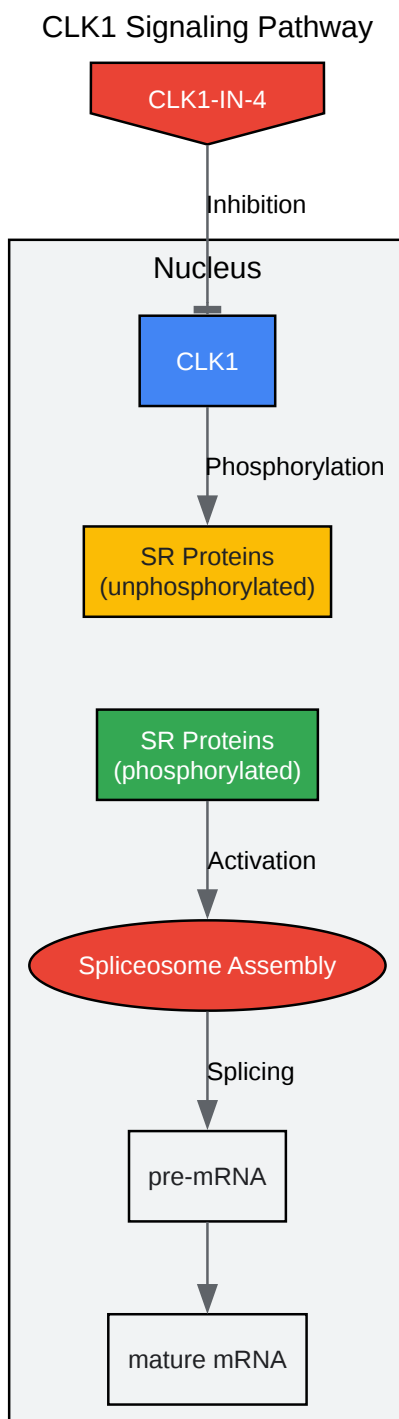 CLK1 Signaling Pathway
CLK1-IN-4
Inhibition
Nucleus
CLK1
Phosphorylation
SR Proteins
(unphosphorylated)
SR Proteins
(phosphorylated)
Activation
Spliceosome Assembly
Splicing
pre-mRNA
mature mRNA